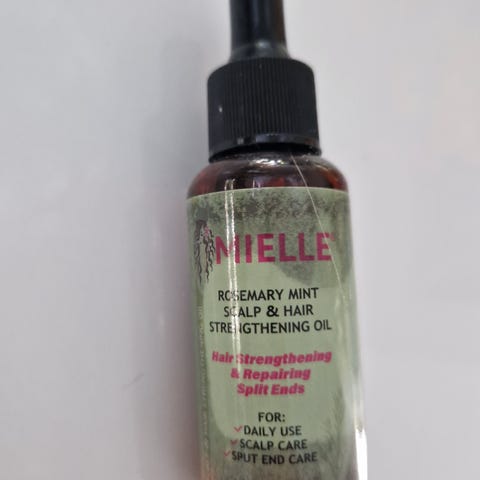 MIELLE
ROSEMARY MINT
SCALP & HAIR
STRENGTHENING OIL
Hair Strengthening
& Repairing
Split Ends
FOR:
DAILY USE
SCALP CARE
SPUT END CARE